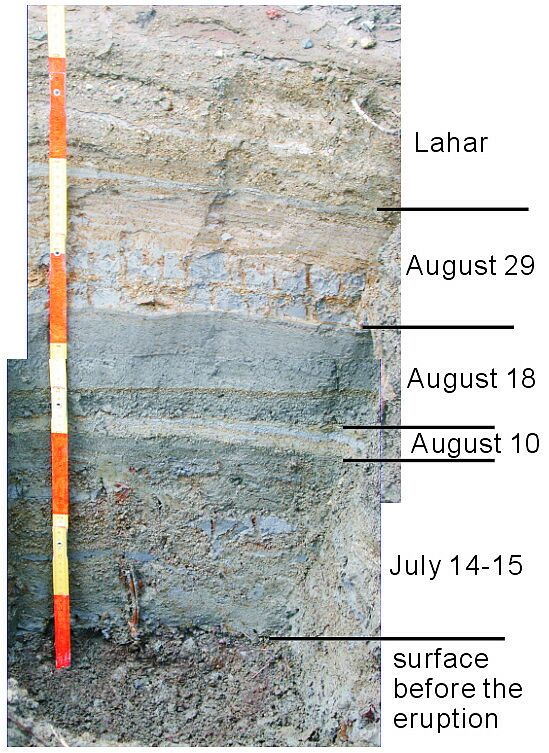 Lahar
August 29
August 18
August 10
July 14-15
surface
before the
eruption